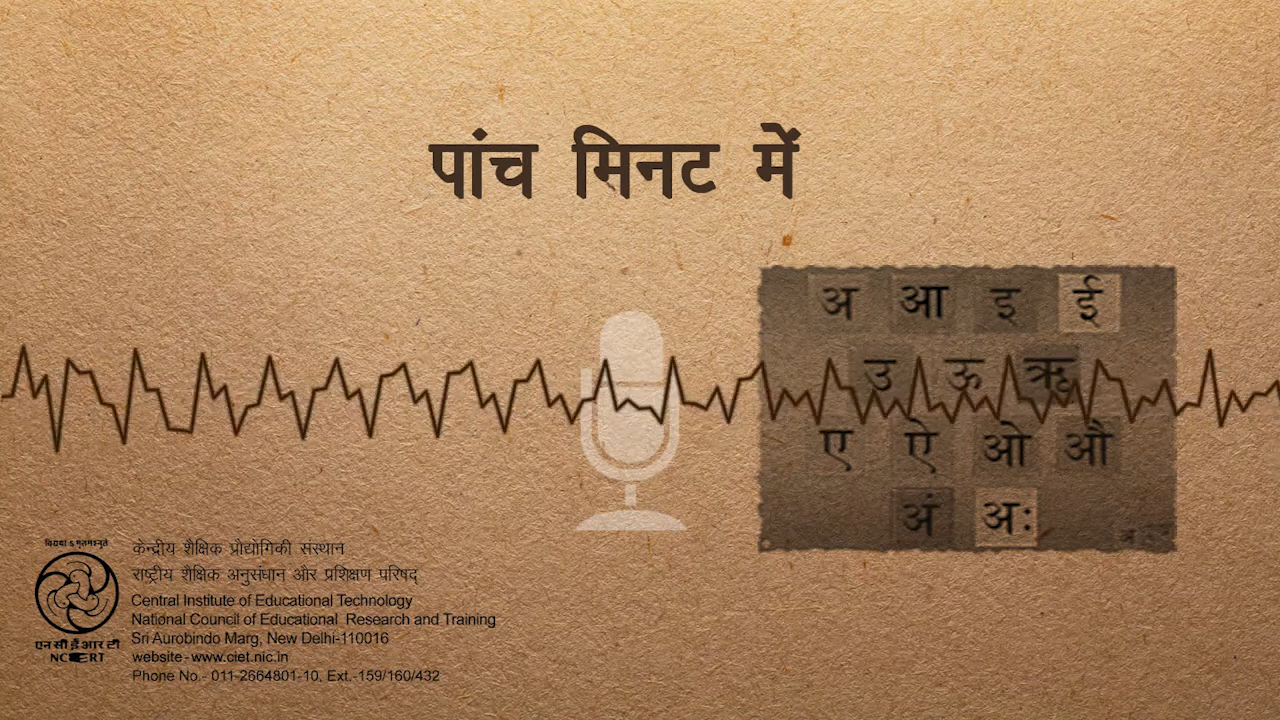 पांच मिनट में
अ आ इ ई
उ ऊ ऋ
ए ऐ ओ औ
अं अः
विद्यया ऽ मृतमश्नुते
एन सी ई आर टी
NCERT
केन्द्रीय शैक्षिक प्रौद्योगिकी संस्थान
राष्ट्रीय शैक्षिक अनुसंधान और प्रशिक्षण परिषद्
Central Institute of Educational Technology
National Council of Educational Research and Training
Sri Aurobindo Marg, New Delhi-110016
website - www.ciet.nic.in
Phone No.- 011-2664801-10, Ext.-159/160/432